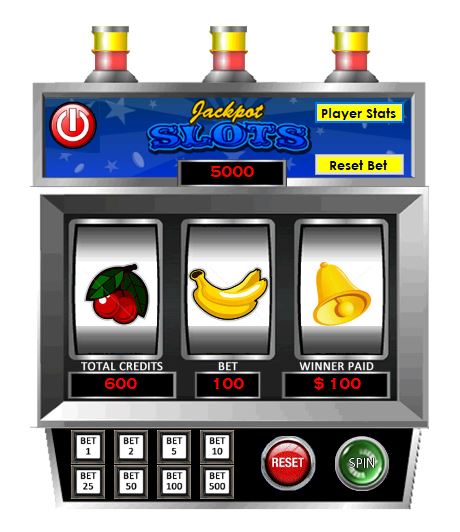 Jackpot
SLOTS
Player Stats
Reset Bet
5000
TOTAL CREDITS BET WINNER PAID
600 100 $ 100
BET 1 BET 2 BET 5 BET 10
BET 25 BET 50 BET 100 BET 500
RESET SPIN